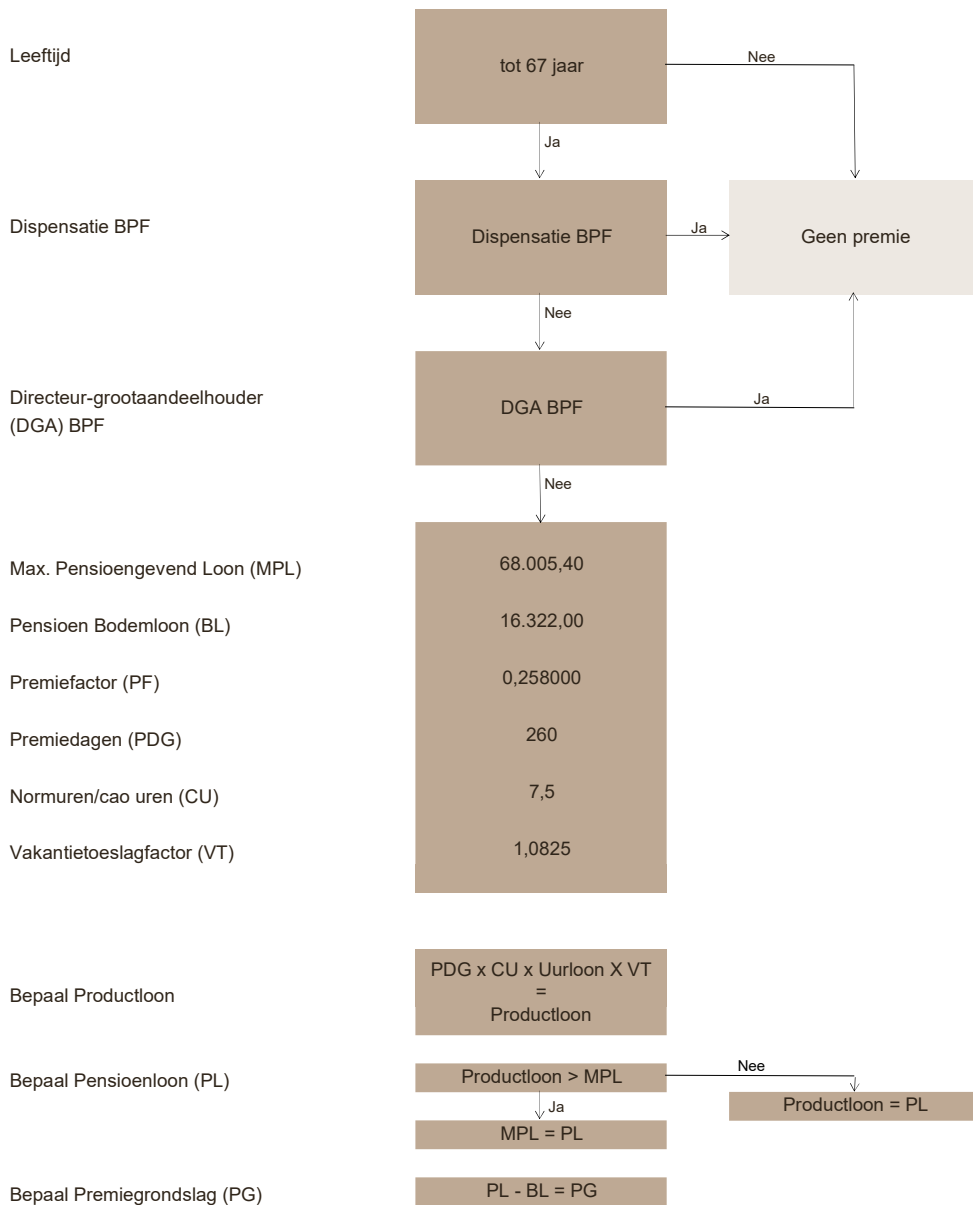 Leeftijd
tot 67 jaar
Nee
Ja
Dispensatie BPF
Dispensatie BPF
Ja
Geen premie
Nee
Directeur-grootaandeelhouder
(DGA) BPF
DGA BPF
Ja
Nee
Max. Pensioengevend Loon (MPL)
68.005,40
Pensioen Bodemloon (BL)
16.322,00
Premiefactor (PF)
0,258000
Premiedagen (PDG)
260
Normuren/cao uren (CU)
7,5
Vakantietoeslagfactor (VT)
1,0825
Bepaal Productloon
PDG x CU x Uurloon X VT
=
Productloon
Bepaal Pensioenloon (PL)
Productloon > MPL
Nee
Productloon = PL
Ja
MPL = PL
Bepaal Premiegrondslag (PG)
PL - BL = PG